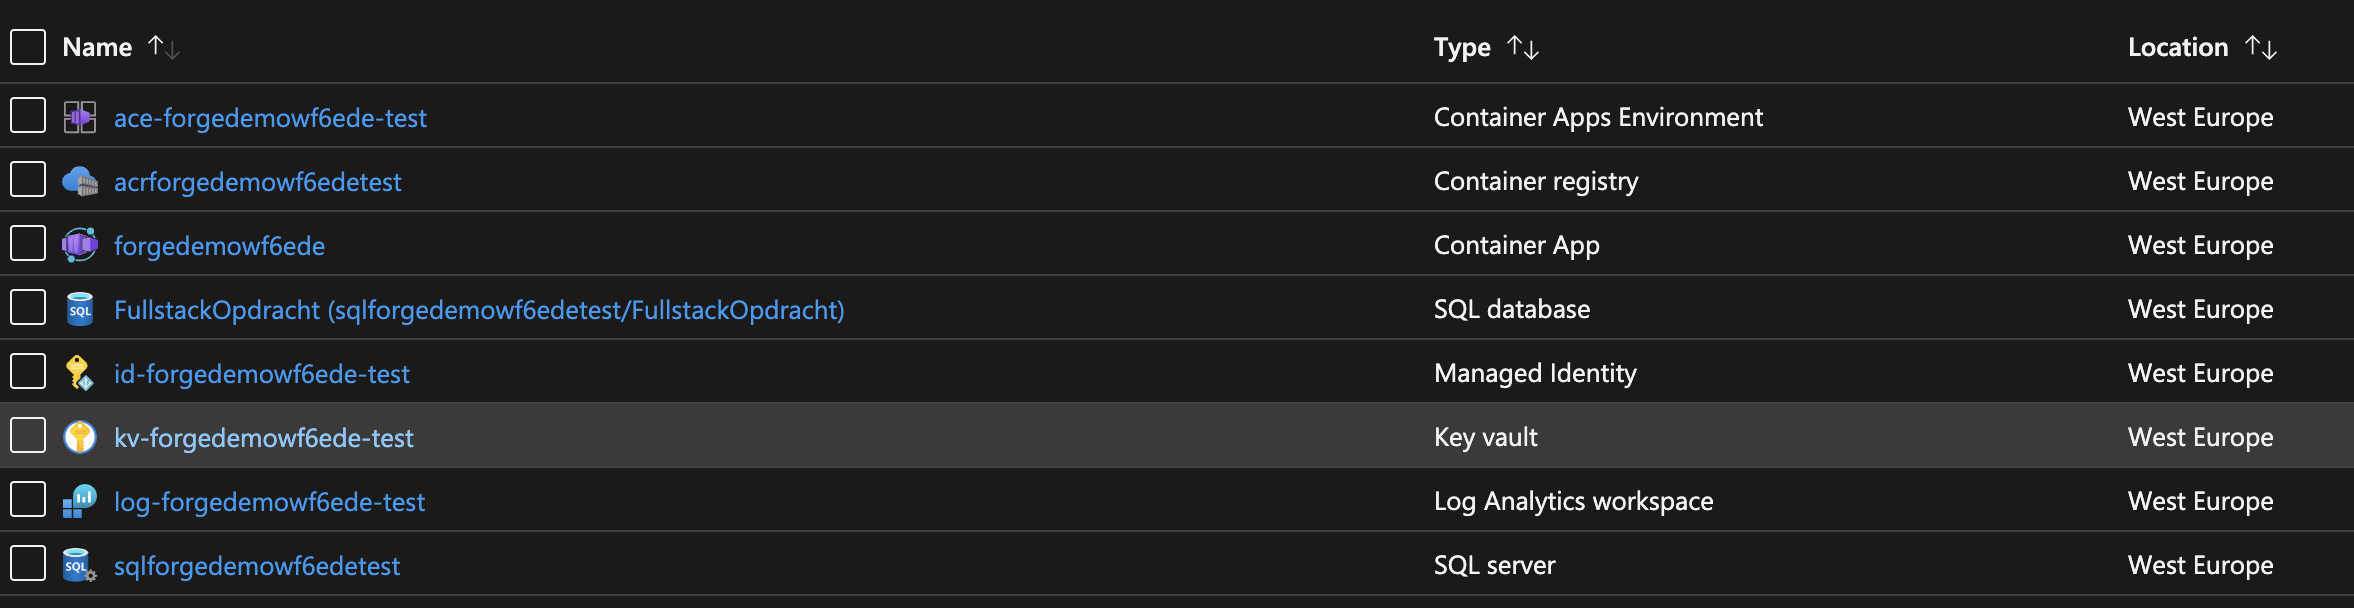 Name Type Location
ace-forgedemowf6ede-test Container Apps Environment West Europe
acrforgedemowf6edetest Container registry West Europe
forgedemowf6ede Container App West Europe
SQL FullstackOpdracht (sqlforgedemowf6edetest/FullstackOpdracht) SQL database West Europe
id-forgedemowf6ede-test Managed Identity West Europe
kv-forgedemowf6ede-test Key vault West Europe
log-forgedemowf6ede-test Log Analytics workspace West Europe
SQL sqlforgedemowf6edetest SQL server West Europe